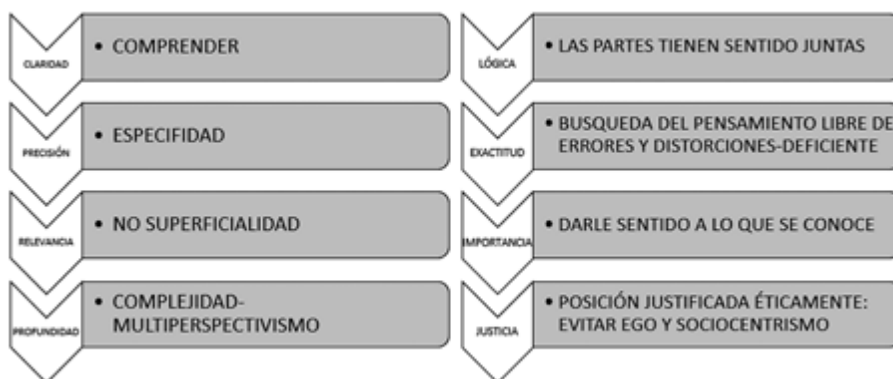 CLARIDAD
• COMPRENDER
PRECISIÓN
• ESPECIFIDAD
RELEVANCIA
• NO SUPERFICIALIDAD
PROFUNDIDAD
• COMPLEJIDAD-
MULTIPERSPECTIVISMO
LÓGICA
• LAS PARTES TIENEN SENTIDO JUNTAS
EXACTITUD
• BUSQUEDA DEL PENSAMIENTO LIBRE DE
ERRORES Y DISTORCIONES-DEFICIENTE
IMPORTANCIA
• DARLE SENTIDO A LO QUE SE CONOCE
JUSTICIA
• POSICIÓN JUSTIFICADA ÉTICAMENTE:
EVITAR EGO Y SOCIOCENTRISMO